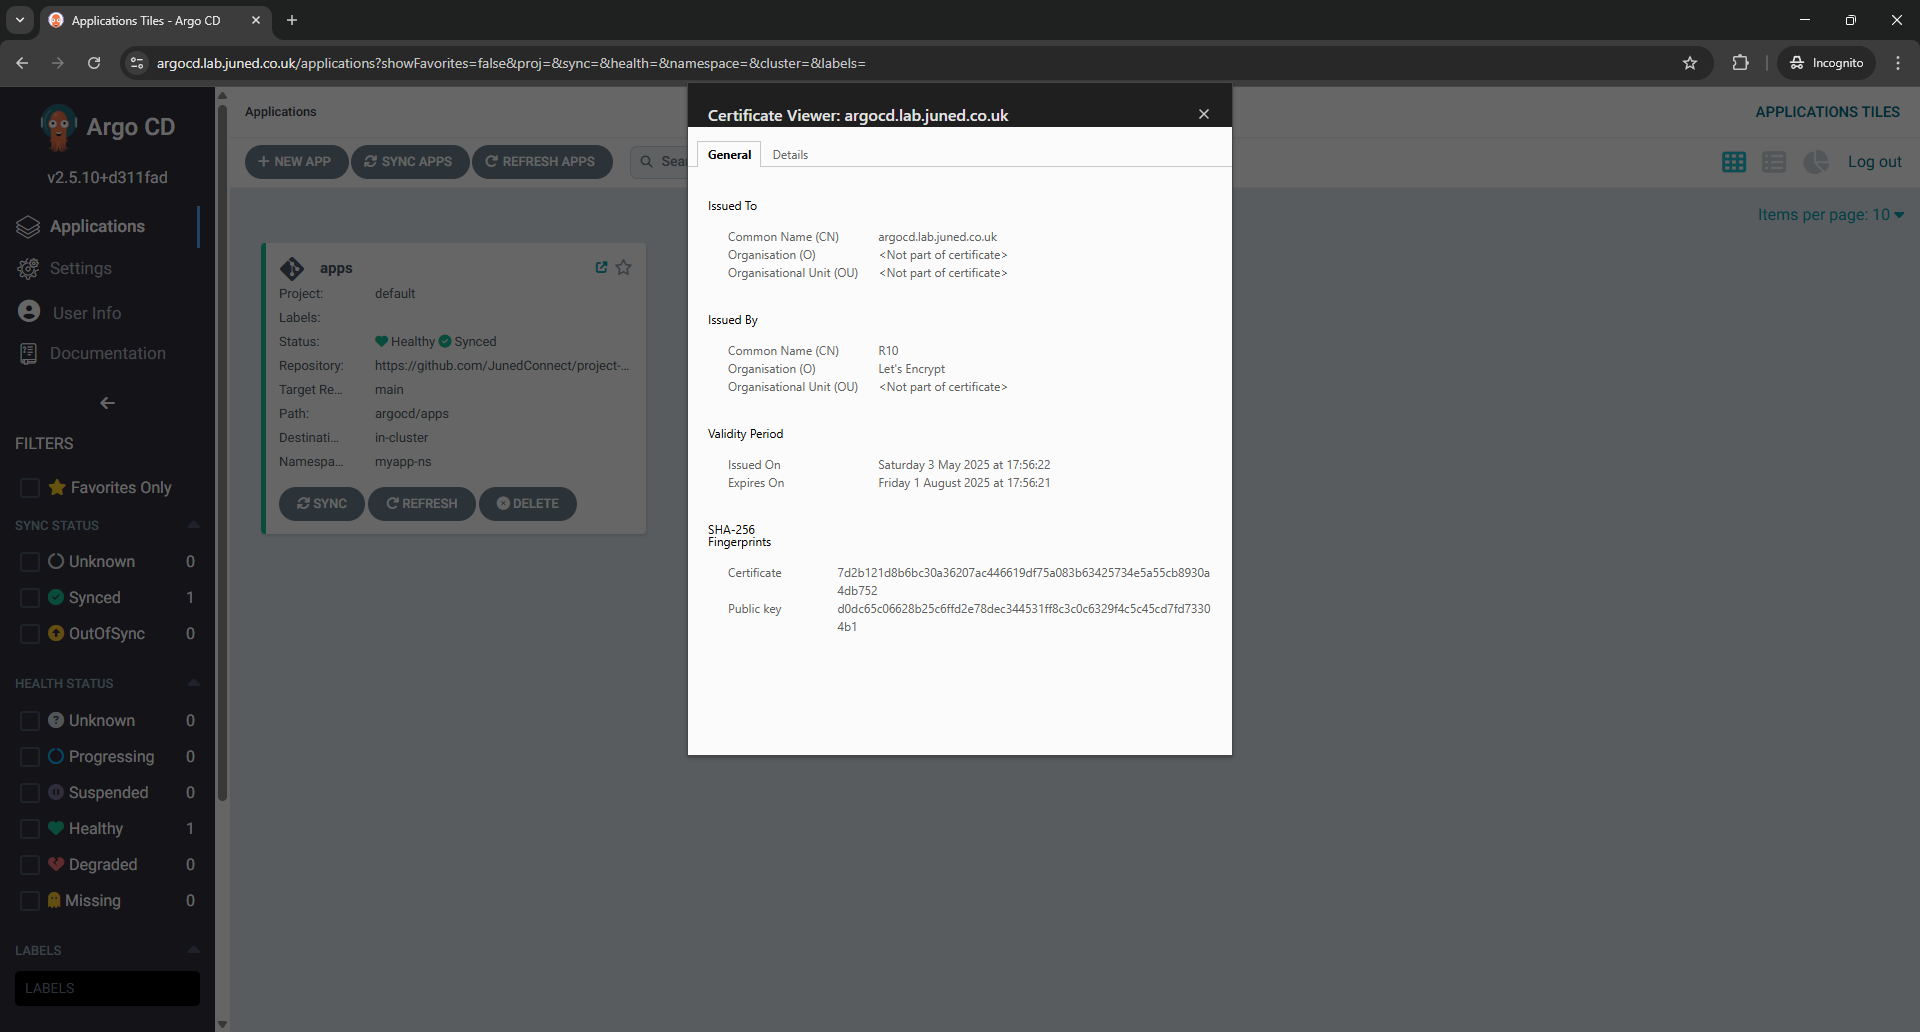 Applications Tiles - Argo CD
argocd.lab.juned.co.uk/applications?showFavorites=false&proj=&sync=&health=&namespace=&cluster=&labels=
Incognito
Argo CD
v2.5.10+d311fad
Applications
Settings
User Info
Documentation
FILTERS
Favorites Only
SYNC STATUS
Unknown 0
Synced 1
OutOfSync 0
HEALTH STATUS
Unknown 0
Progressing 0
Suspended 0
Healthy 1
Degraded 0
Missing 0
LABELS
LABELS
Applications
APPLICATIONS TILES
NEW APP SYNC APPS REFRESH APPS
Log out
Items per page: 10
apps
Project: default
Labels:
Status: Healthy Synced
Repository: https://github.com/JunedConnect/project-...
Target Re... main
Path: argocd/apps
Destinati... in-cluster
Namespa... myapp-ns
SYNC REFRESH DELETE
Certificate Viewer: argocd.lab.juned.co.uk
General Details
Issued To
Common Name (CN) argocd.lab.juned.co.uk
Organisation (O) <Not part of certificate>
Organisational Unit (OU) <Not part of certificate>
Issued By
Common Name (CN) R10
Organisation (O) Let's Encrypt
Organisational Unit (OU) <Not part of certificate>
Validity Period
Issued On Saturday 3 May 2025 at 17:56:22
Expires On Friday 1 August 2025 at 17:56:21
SHA-256
Fingerprints
Certificate 7d2b121d8b6bc30a36207ac446619df75a083b63425734e5a55cb8930a
4db752
Public key d0dc65c06628b25c6ffd2e78dec344531ff8c3c0c6329f4c5c45cd7fd7330
4b1